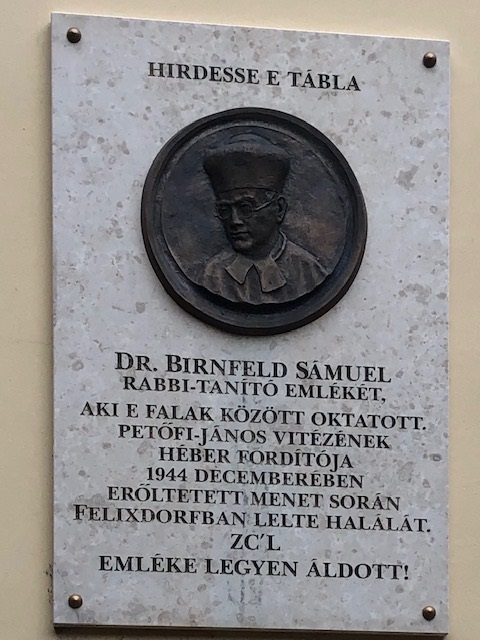 HIRDESSE E TÁBLA
DR. BIRNFELD SÁMUEL
RABBI-TANÍTÓ EMLÉKÉT,
AKI E FALAK KÖZÖTT OKTATOTT.
PETŐFI-JÁNOS VITÉZÉNEK
HÉBER FORDÍTÓJA
1944 DECEMBERÉBEN
ERŐLTETETT MENET SORÁN
FELIXDORFBAN LELTE HALÁLÁT.
ZC'L
EMLÉKE LEGYEN ÁLDOTT!